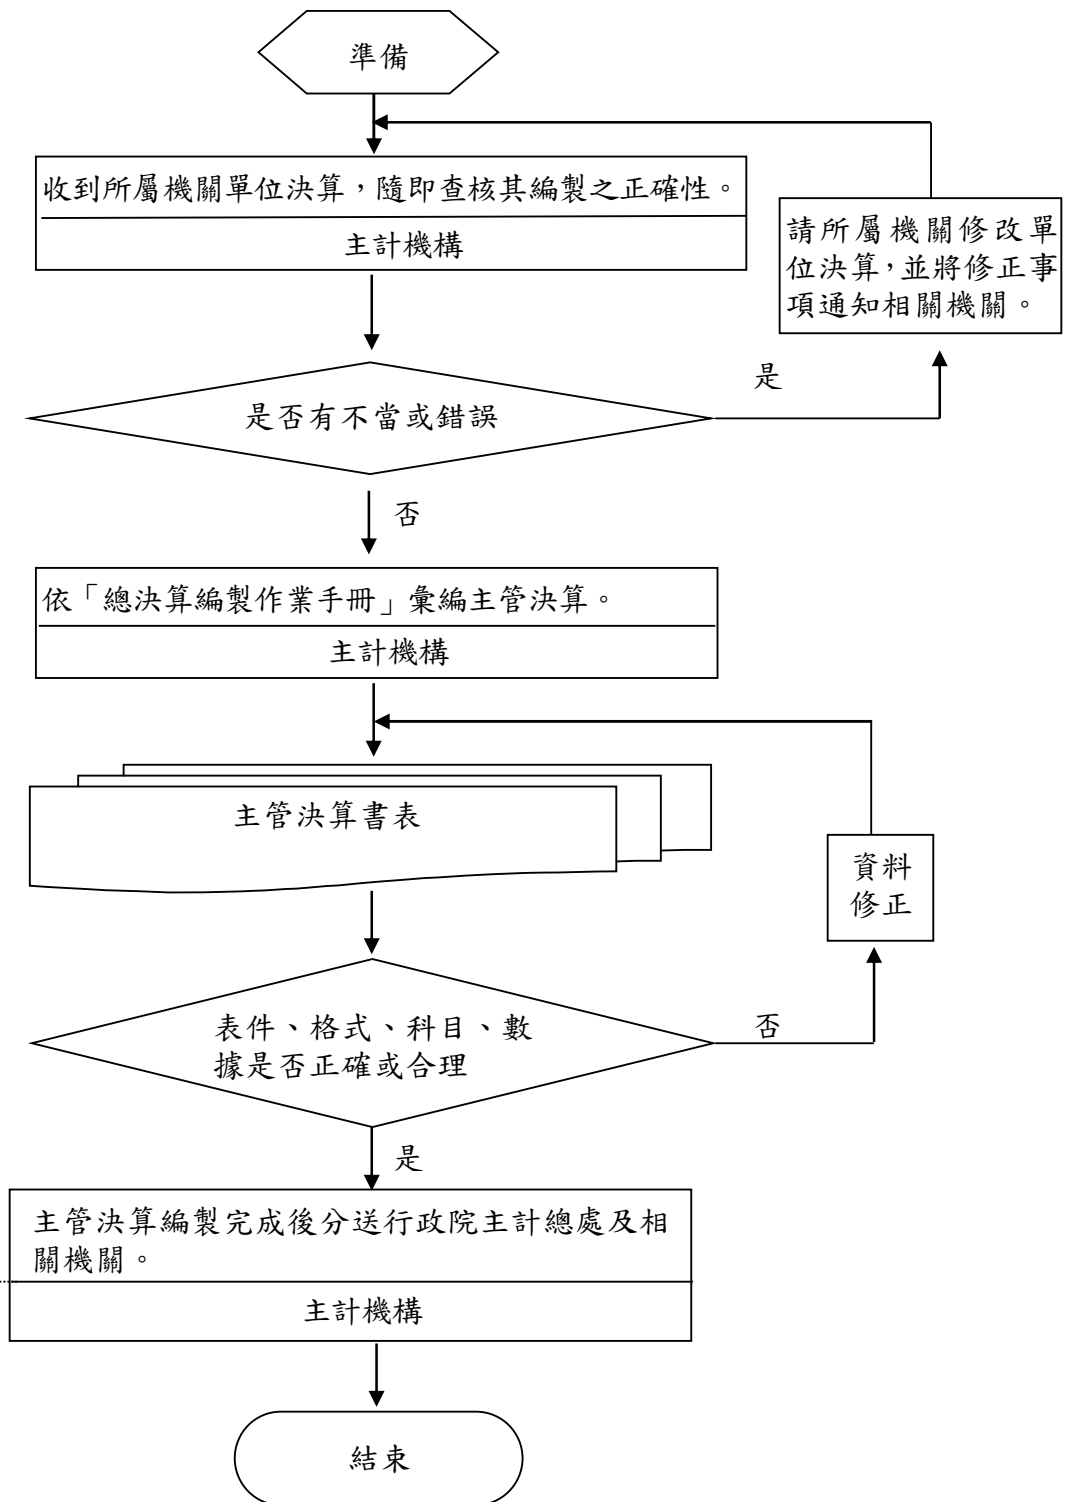 準備
收到所屬機關單位決算，隨即查核其編製之正確性。
主計機構
請所屬機關修改單
位決算，並將修正事
項通知相關機關。
是
是否有不當或錯誤
否
依「總決算編製作業手冊」彙編主管決算。
主計機構
主管決算書表
資料
修正
否
表件、格式、科目、數
據是否正確或合理
是
主管決算編製完成後分送行政院主計總處及相
關機關。
主計機構
結束